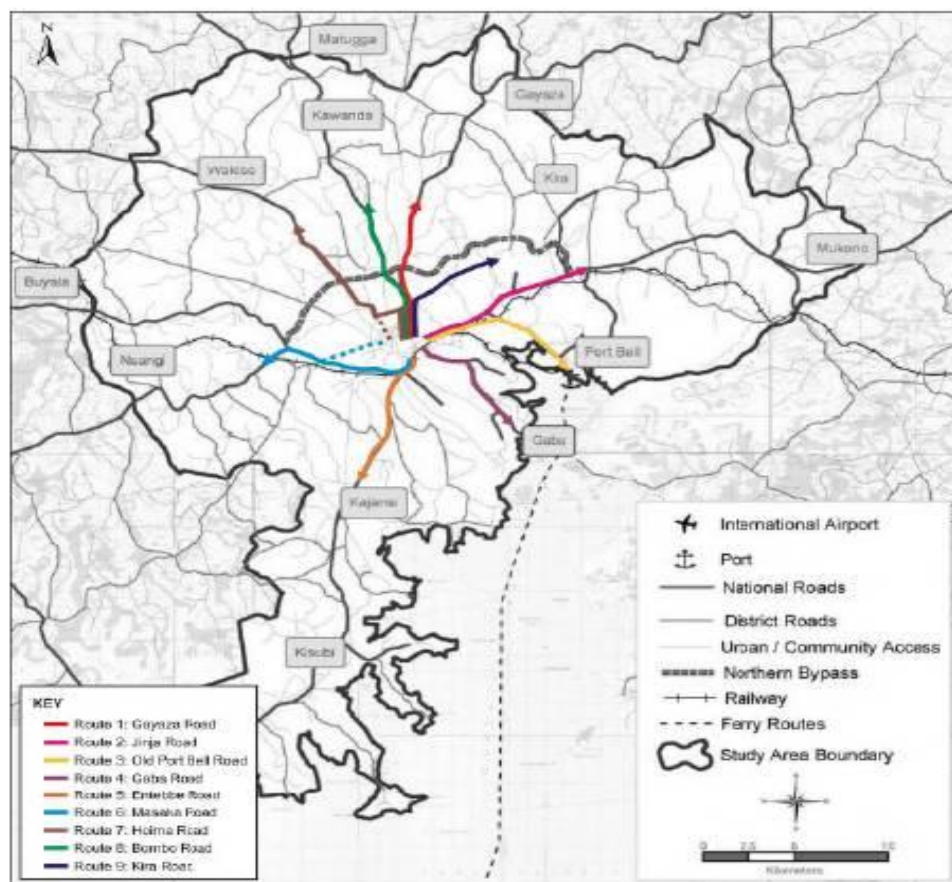 N
Matugga
Gayaza
Kawanda
Wakiso
Kira
Mukono
Buyala
Nsangi
Port Bell
Gaba
Kajansi
Kisubi
International Airport
Port
National Roads
District Roads
Urban / Community Access
Northern Bypass
Railway
Ferry Routes
Study Area Boundary
0 2.5 5 10
Kilometers
KEY
Route 1: Gayaza Road
Route 2: Jinja Road
Route 3: Old Port Bell Road
Route 4: Gaba Road
Route 5: Entebbe Road
Route 6: Masaka Road
Route 7: Hoima Road
Route 8: Bombo Road
Route 9: Kira Road